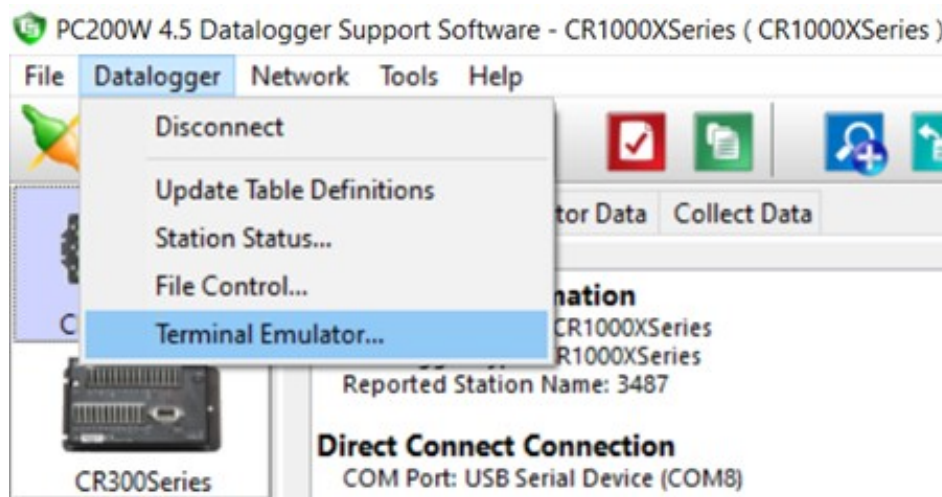 PC200W 4.5 Datalogger Support Software - CR1000XSeries ( CR1000XSeries )
File Datalogger Network Tools Help
Disconnect
Update Table Definitions
Station Status...
File Control...
Terminal Emulator...
tor Data Collect Data
nation
CR1000XSeries
R1000XSeries
Reported Station Name: 3487
Direct Connect Connection
COM Port: USB Serial Device (COM8)
CR300Series